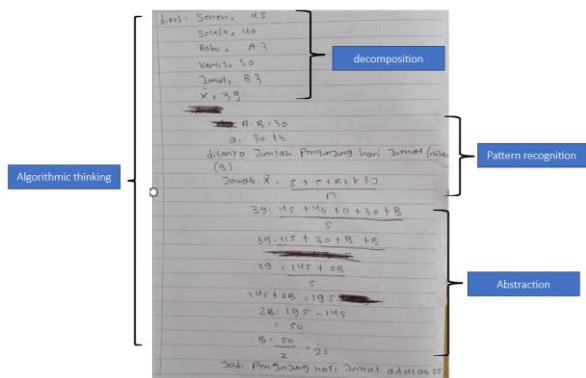 diket: Senen = 45
Selasa = 40
Rabu = A }
kamis = 30
Jumat = B }
x̄ = 39
A-B = 30
a = 30 + b
ditanya Jumlah Pengunjung hari Jumat
(B)
Jawab: x̄ = S + S + R + K + J
n
39 = 45 + 40 + a + 30 + B
5
39 = 115 + 30 + B + B
39 = 145 + 2B
5
145 + 2B = 195
2B = 195 - 145
= 50
B = 50 = 25
2
Jadi Pengunjung hari Jumat adalah 25
decomposition
Pattern recognition
Algorithmic thinking
Abstraction